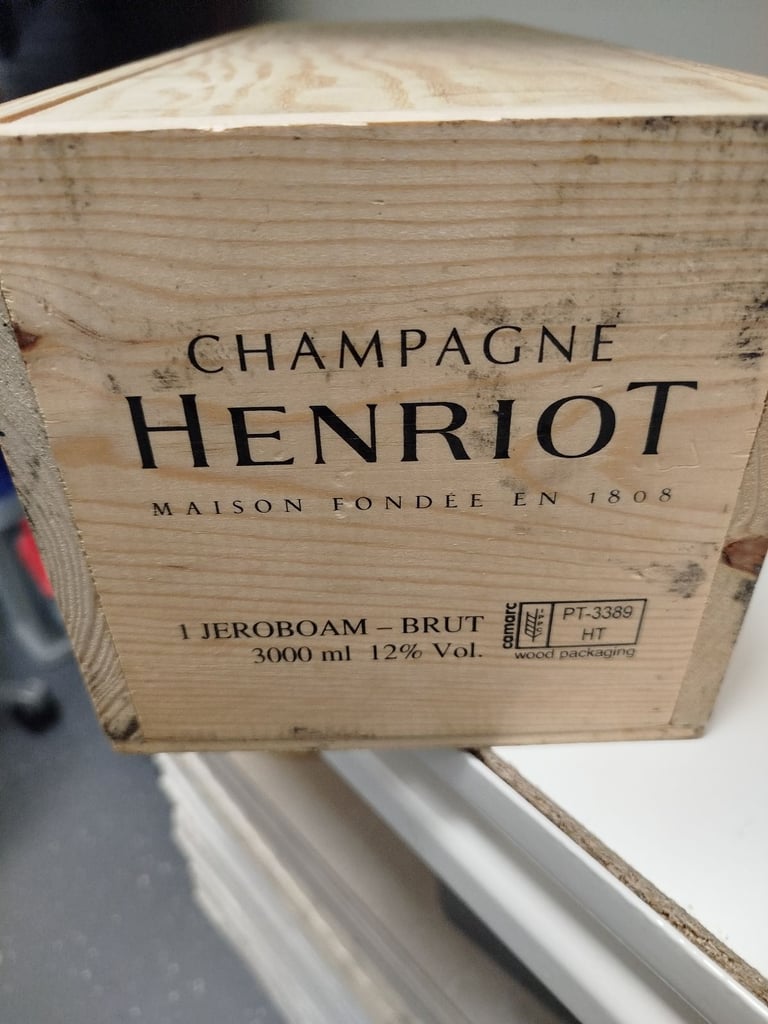 CHAMPAGNE
HENRIOT
MAISON FONDÉE EN 1808
1 JEROBOAM – BRUT
3000 ml 12% Vol.
camarc
PT-3389
HT
wood packaging